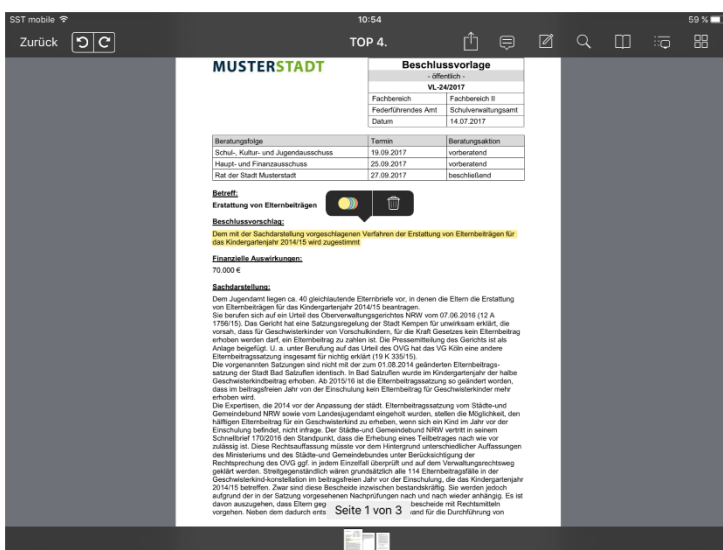 SST mobile 10:54 59 %
Zurück TOP 4.
MUSTERSTADT
Beschlussvorlage
- öffentlich -
VL-24/2017
Fachbereich Fachbereich II
Federführendes Amt Schulverwaltungsamt
Datum 14.07.2017
Beratungsfolge Termin Beratungsaktion
Schul-, Kultur- und Jugendausschuss 19.09.2017 vorberatend
Haupt- und Finanzausschuss 25.09.2017 vorberatend
Rat der Stadt Musterstadt 27.09.2017 beschließend
Betreff:
Erstattung von Elternbeiträgen
Beschlussvorschlag:
Dem mit der Sachdarstellung vorgeschlagenen Verfahren der Erstattung von Elternbeiträgen für
das Kindergartenjahr 2014/15 wird zugestimmt
Finanzielle Auswirkungen:
70.000 €
Sachdarstellung:
Dem Jugendamt liegen ca. 40 gleichlautende Elternbriefe vor, in denen die Eltern die Erstattung
von Elternbeiträgen für das Kindergartenjahr 2014/15 beantragen.
Sie berufen sich auf ein Urteil des Oberverwaltungsgerichtes NRW vom 07.06.2016 (12 A
1756/15). Das Gericht hat eine Satzungsregelung der Stadt Kempen für unwirksam erklärt, die
vorsah, dass für Geschwisterkinder von Vorschulkindern, für die Kraft Gesetzes kein Elternbeitrag
erhoben werden darf, ein Elternbeitrag zu zahlen ist. Die Pressemitteilung des Gerichts ist als
Anlage beigefügt. U. a. unter Berufung auf das Urteil des OVG hat das VG Köln eine andere
Elternbeitragssatzung insgesamt für nichtig erklärt (19 K 335/15).
Die vorgenannten Satzungen sind nicht mit der zum 01.08.2014 geänderten Elternbeitrags-
satzung der Stadt Bad Salzuflen identisch. In Bad Salzuflen wurde im Kindergartenjahr der halbe
Geschwisterkindbeitrag erhoben. Ab 2015/16 ist die Elternbeitragssatzung so geändert worden,
dass im beitragsfreien Jahr von der Einschulung kein Elternbeitrag für Geschwisterkinder mehr
erhoben wird.
Die Expertisen, die 2014 vor der Anpassung der städt. Elternbeitragssatzung vom Städte-und
Gemeindebund NRW sowie vom Landesjugendamt eingeholt wurden, stellen die Möglichkeit, den
hälftigen Elternbeitrag für ein Geschwisterkind zu erheben, wenn sich ein Kind im Jahr vor der
Einschulung befindet, nicht infrage. Der Städte-und Gemeindebund NRW vertritt in seinem
Schnellbrief 170/2016 den Standpunkt, dass die Erhebung eines Teilbetrages nach wie vor
zulässig ist. Diese Rechtsauffassung müsste vor dem Hintergrund unterschiedlicher Auffassungen
des Ministeriums und des Städte-und Gemeindebundes unter Berücksichtigung der
Rechtsprechung des OVG ggf. in jedem Einzelfall überprüft und auf dem Verwaltungsrechtsweg
geklärt werden. Streitgegenständlich wären grundsätzlich alle 114 Elternbeitragsfälle in der
Geschwisterkind-konstellation im beitragsfreien Jahr vor der Einschulung, die das Kindergartenjahr
2014/15 betreffen. Zwar sind diese Bescheide inzwischen bestandskräftig. Sie werden jedoch
aufgrund der in der Satzung vorgesehenen Nachprüfungen nach und nach wieder anhängig. Es ist
davon auszugehen, dass Eltern geg bescheide mit Rechtsmitteln
vorgehen. Neben dem dadurch ents and für die Durchführung von
Seite 1 von 3